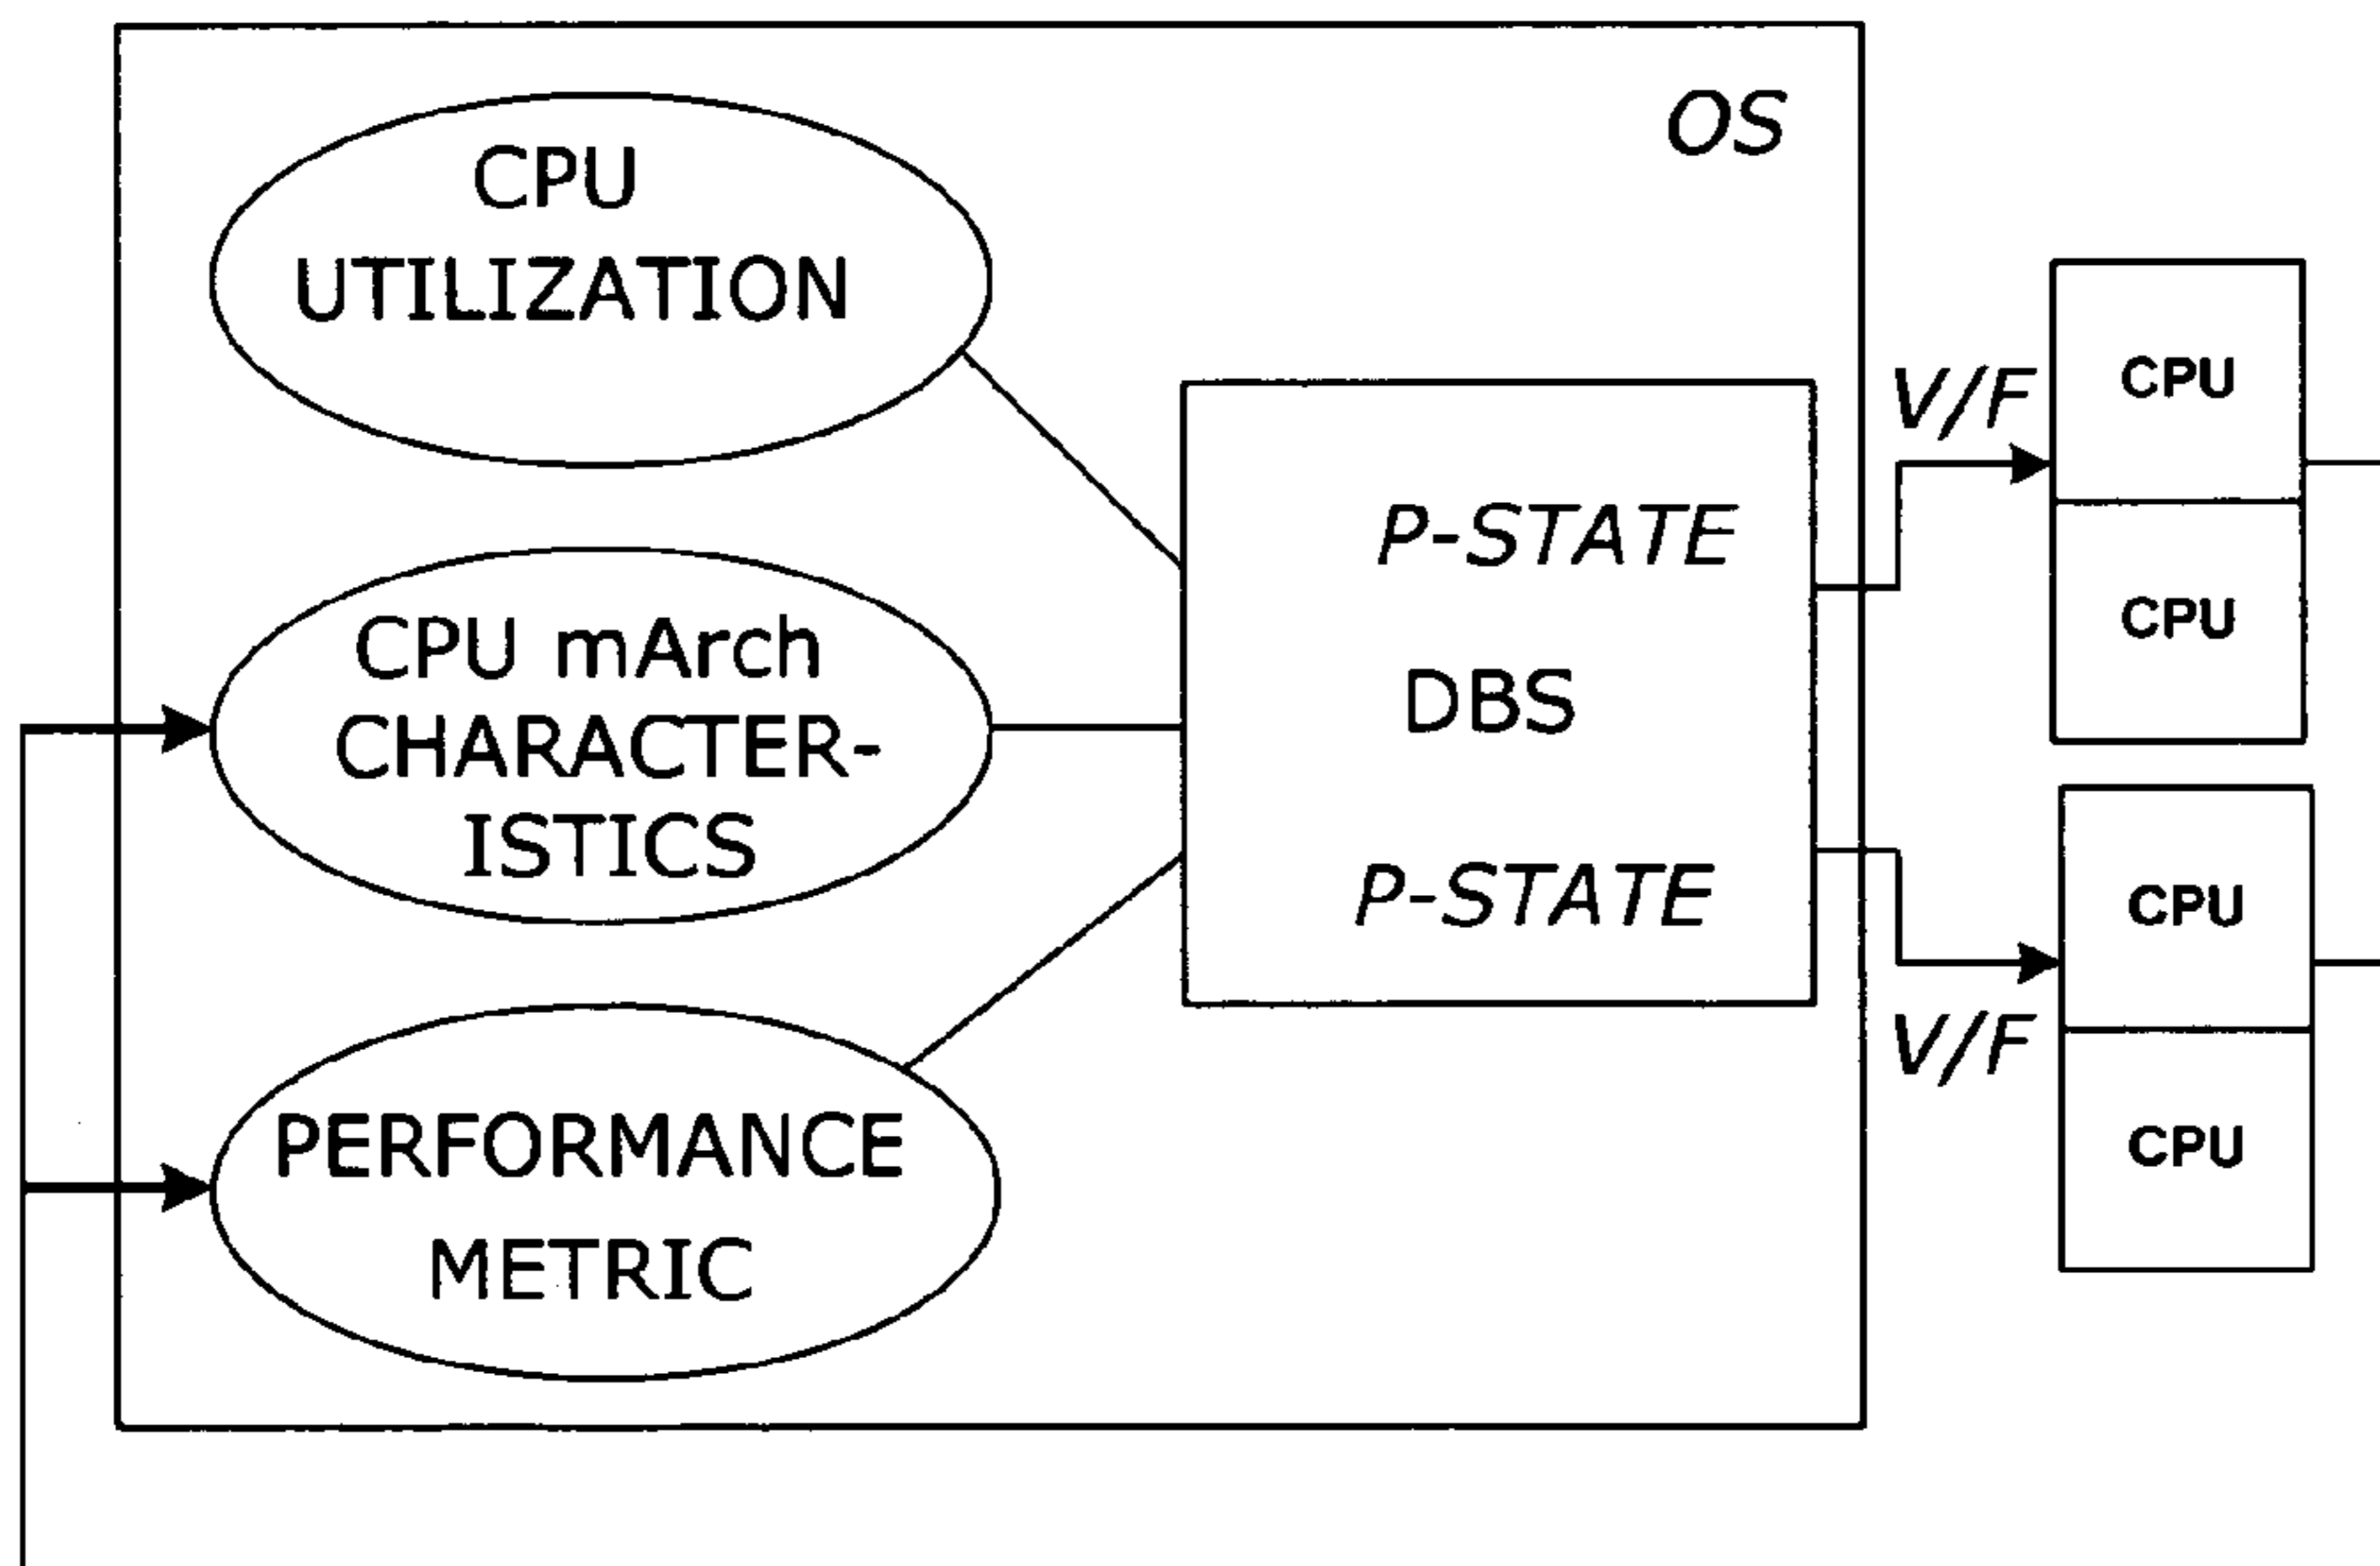 OS
CPU
UTILIZATION
CPU mArch
CHARACTER-
ISTICS
PERFORMANCE
METRIC
P-STATE
DBS
P-STATE
V/F
V/F
CPU
CPU
CPU
CPU